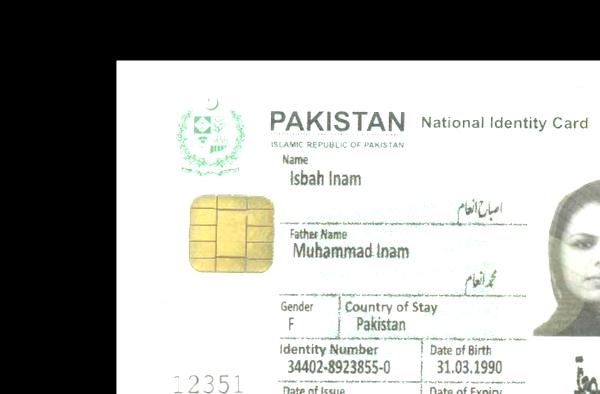 PAKISTAN National Identity Card
ISLAMIC REPUBLIC OF PAKISTAN
Name
Isbah Inam
اصباح انعام
Father Name
Muhammad Inam
محمد انعام
Gender Country of Stay
F Pakistan
Identity Number Date of Birth
34402-8923855-0 31.03.1990
12351
Date of Issue Date of Expiry